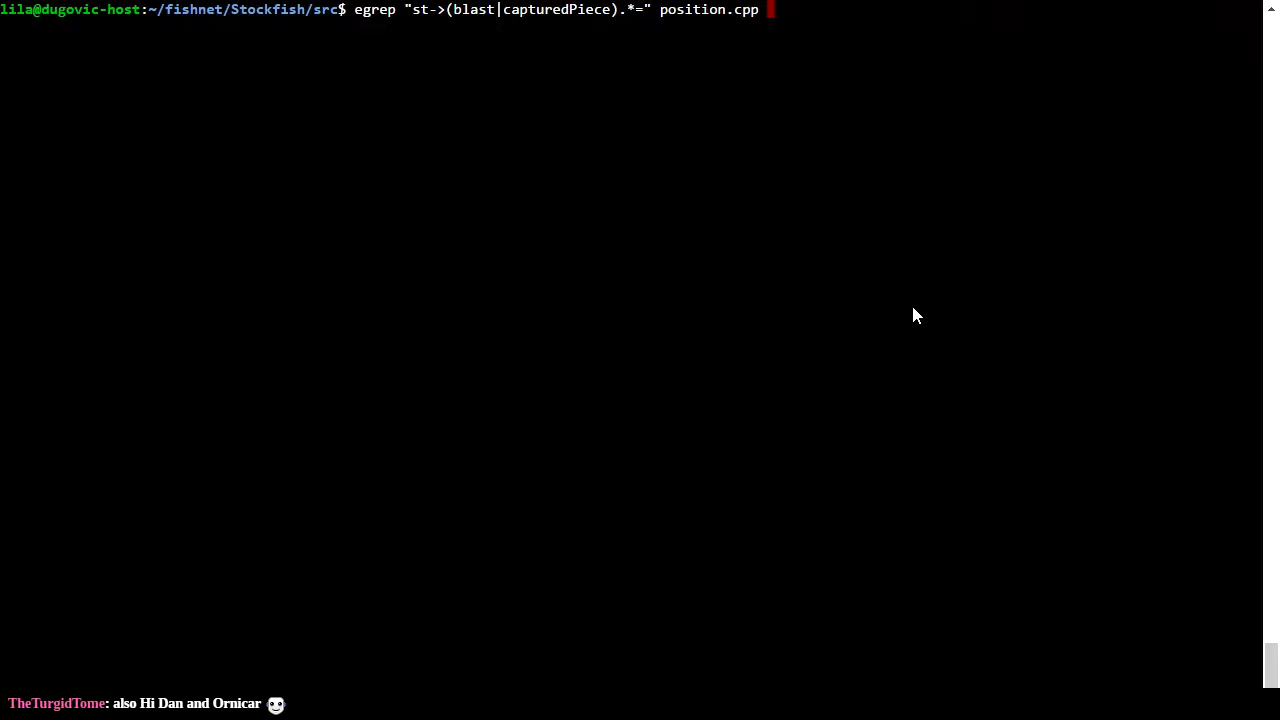 lila@dugovic-host:~/fishnet/Stockfish/src$ egrep "st->(blast|capturedPiece).*=" position.cpp
TheTurgidTome: also Hi Dan and Ornicar